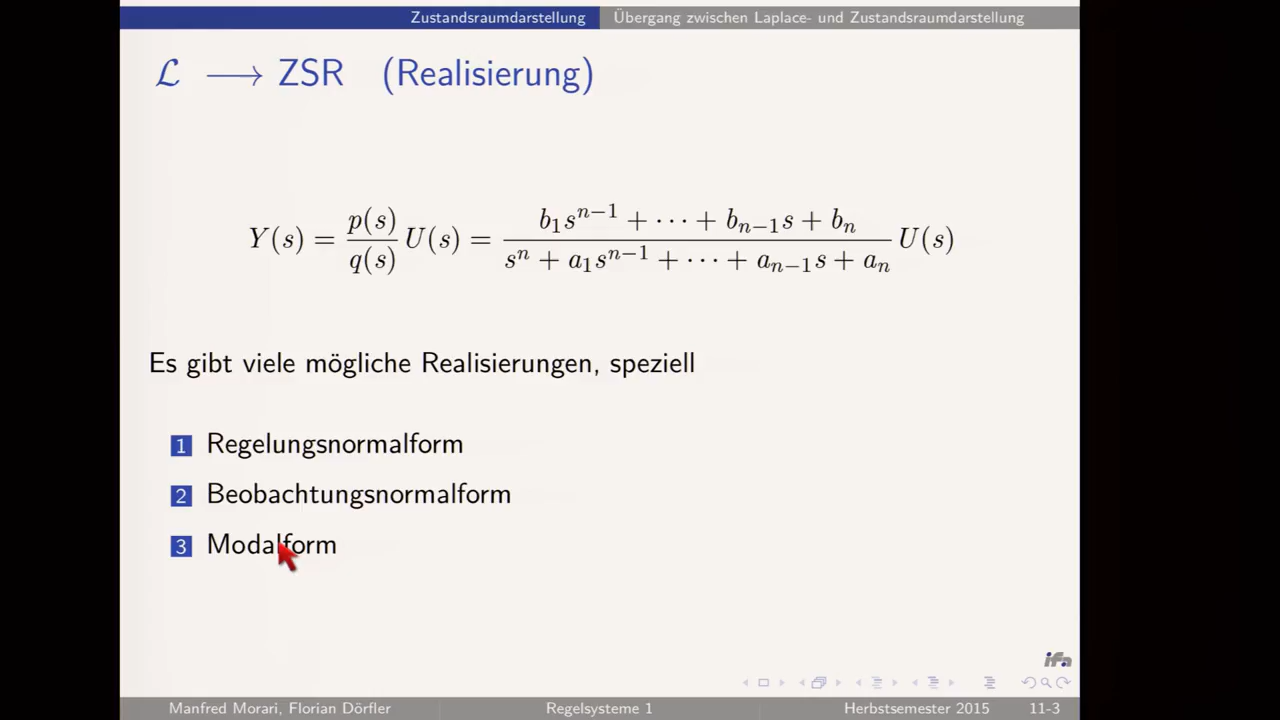 Zustandsraumdarstellung Übergang zwischen Laplace- und Zustandsraumdarstellung
ℒ ⟶ ZSR (Realisierung)
Y(s) = p(s)/q(s) U(s) = (b₁sⁿ⁻¹ + ⋯ + bₙ₋₁s + bₙ)/(sⁿ + a₁sⁿ⁻¹ + ⋯ + aₙ₋₁s + aₙ) U(s)
Es gibt viele mögliche Realisierungen, speziell
1 Regelungsnormalform
2 Beobachtungsnormalform
3 Modalform
ifa
Manfred Morari, Florian Dörfler Regelsysteme 1 Herbstsemester 2015 11-3